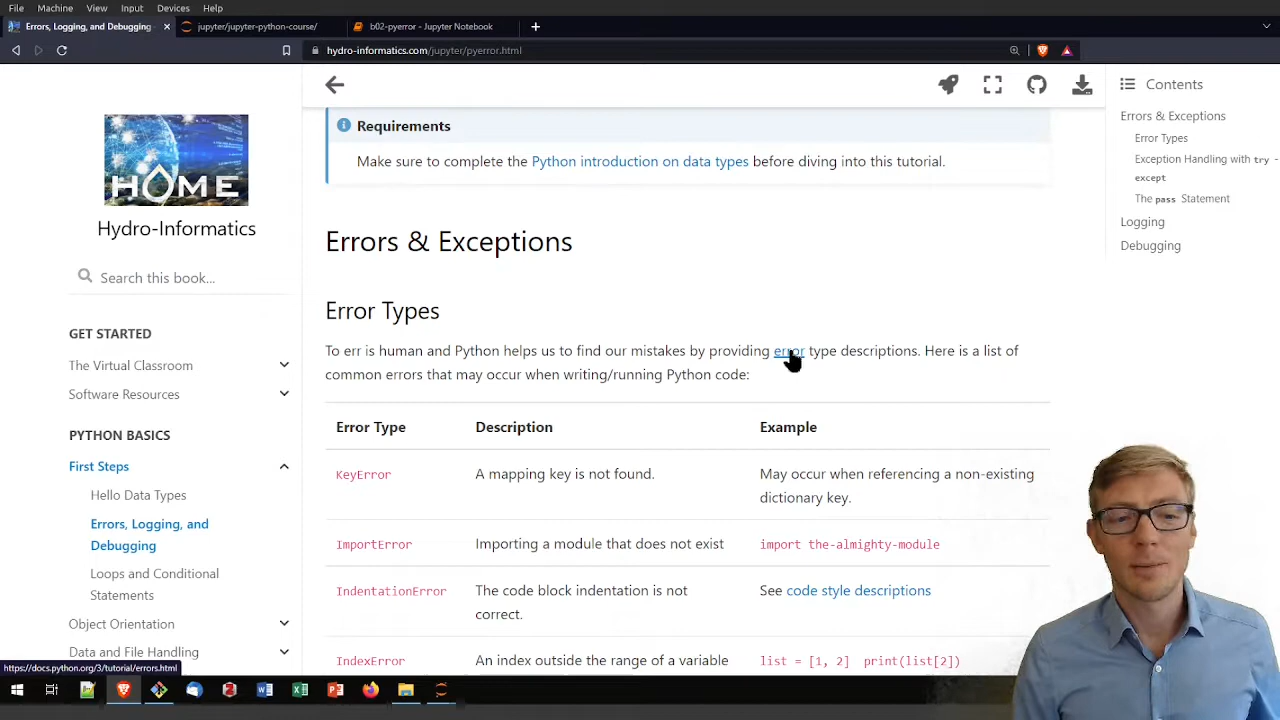 File Machine View Input Devices Help
Errors, Logging, and Debugging
jupyter/jupyter-python-course/
b02-pyerror - Jupyter Notebook
hydro-informatics.com/jupyter/pyerror.html
HOME
Hydro-Informatics
Search this book...
GET STARTED
The Virtual Classroom
Software Resources
PYTHON BASICS
First Steps
Hello Data Types
Errors, Logging, and
Debugging
Loops and Conditional
Statements
Object Orientation
Data and File Handling
https://docs.python.org/3/tutorial/errors.html
Requirements
Make sure to complete the Python introduction on data types before diving into this tutorial.
Errors & Exceptions
Error Types
To err is human and Python helps us to find our mistakes by providing error type descriptions. Here is a list of
common errors that may occur when writing/running Python code:
Error Type Description Example
KeyError A mapping key is not found. May occur when referencing a non-existing
dictionary key.
ImportError Importing a module that does not exist import the-almighty-module
IndentationError The code block indentation is not See code style descriptions
correct.
IndexError An index outside the range of a variable list = [1, 2] print(list[2])
Contents
Errors & Exceptions
Error Types
Exception Handling with try -
except
The pass Statement
Logging
Debugging